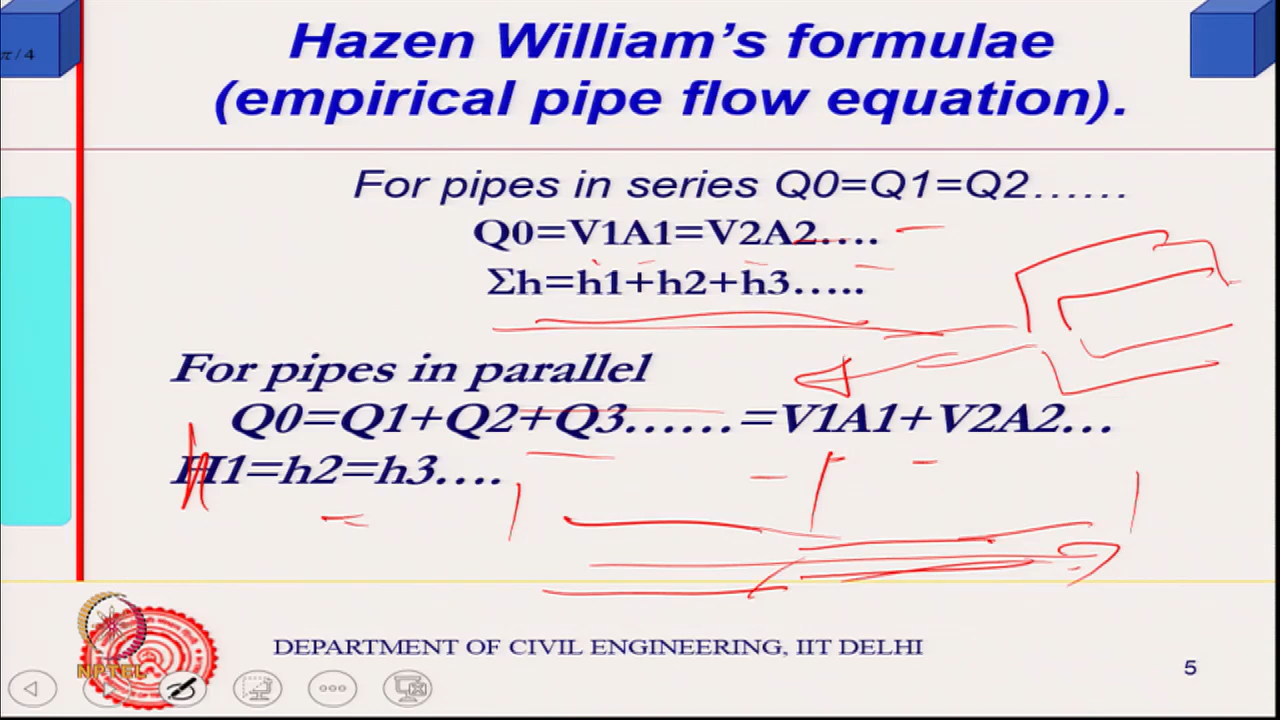 π / 4
Hazen William's formulae
(empirical pipe flow equation).
For pipes in series Q0=Q1=Q2……
Q0=V1A1=V2A2….
Σh=h1+h2+h3…..
For pipes in parallel
Q0=Q1+Q2+Q3……=V1A1+V2A2…
H1=h2=h3….
DEPARTMENT OF CIVIL ENGINEERING, IIT DELHI
NPTEL
5